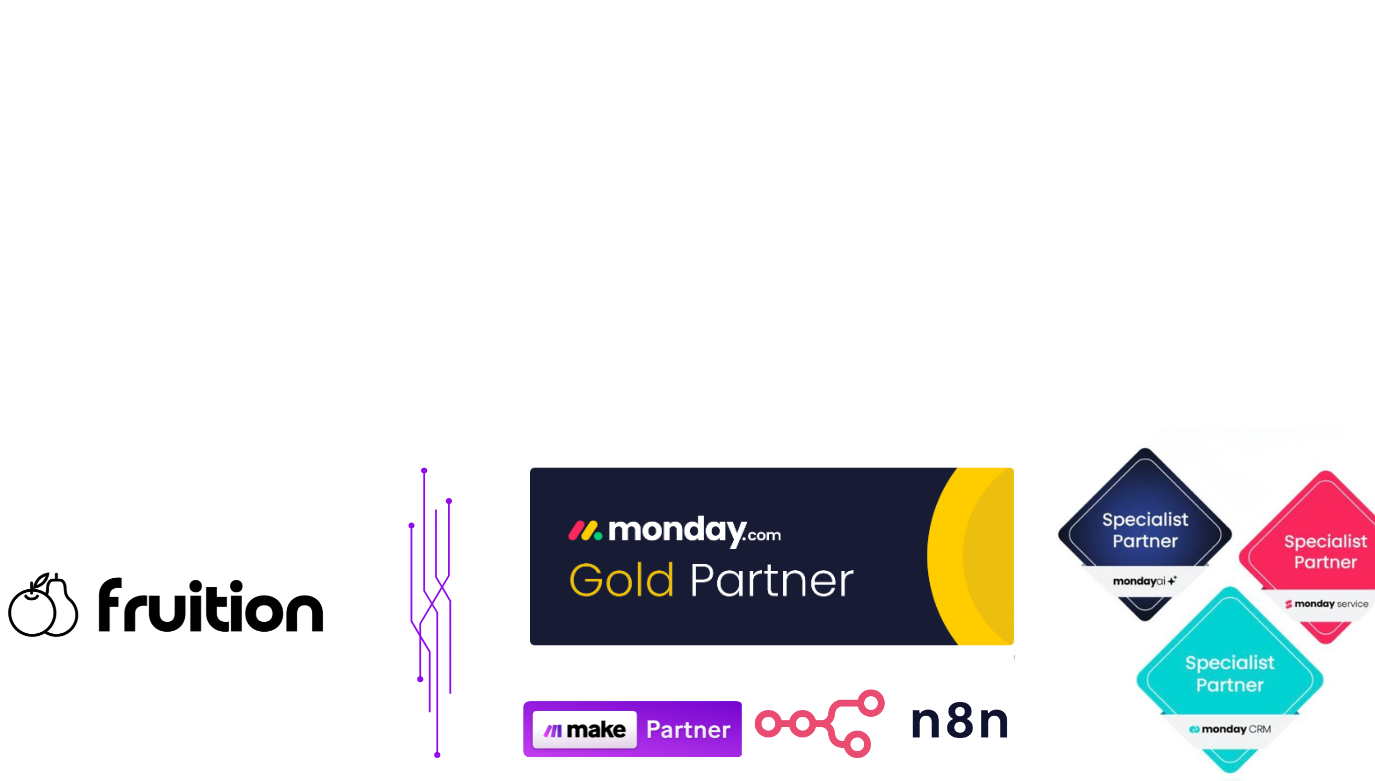 fruition
monday.com
Gold Partner
make Partner
n8n
Specialist
Partner
monday ai
Specialist
Partner
monday service
Specialist
Partner
monday CRM